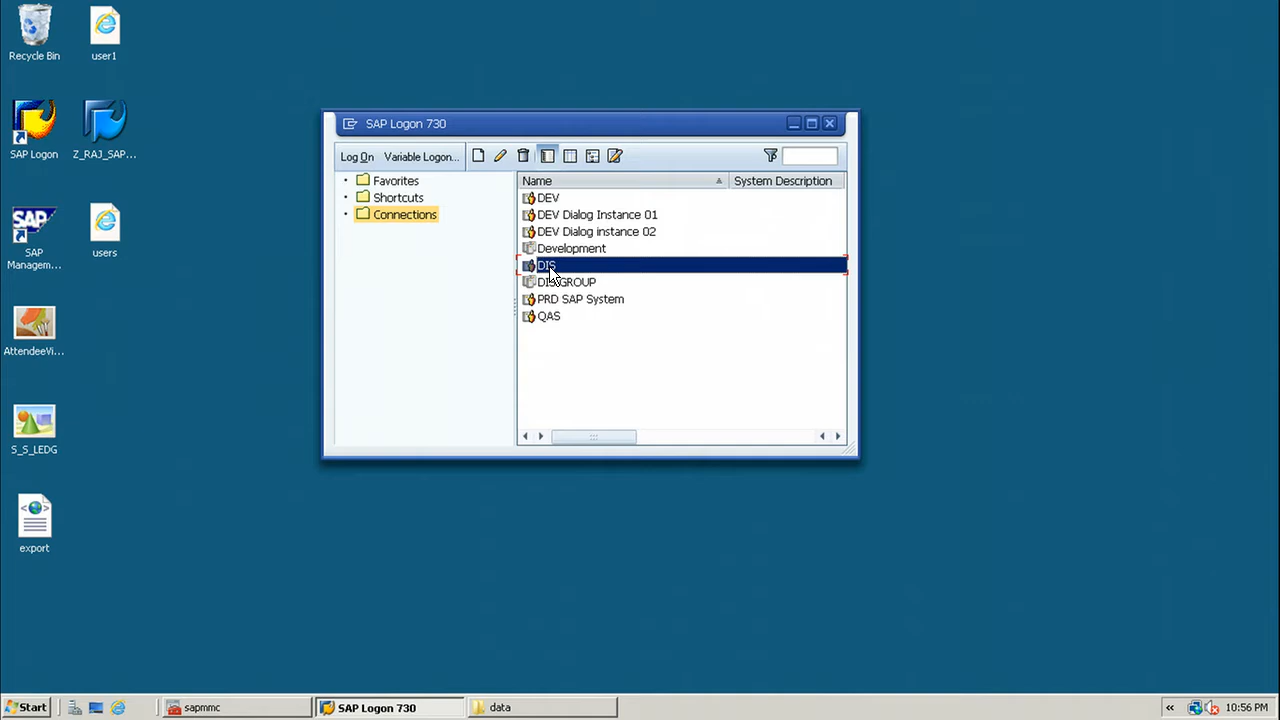 Recycle Bin
user1
SAP Logon
Z_RAJ_SAP...
SAP
SAP
Managem...
users
AttendeeVi...
S_S_LEDG
export
SAP Logon 730
Log On Variable Logon...
Favorites
Shortcuts
Connections
Name System Description
DEV
DEV Dialog Instance 01
DEV Dialog instance 02
Development
DIS
GROUP
PRD SAP System
QAS
Start sapmmc SAP Logon 730 data « 10:56 PM